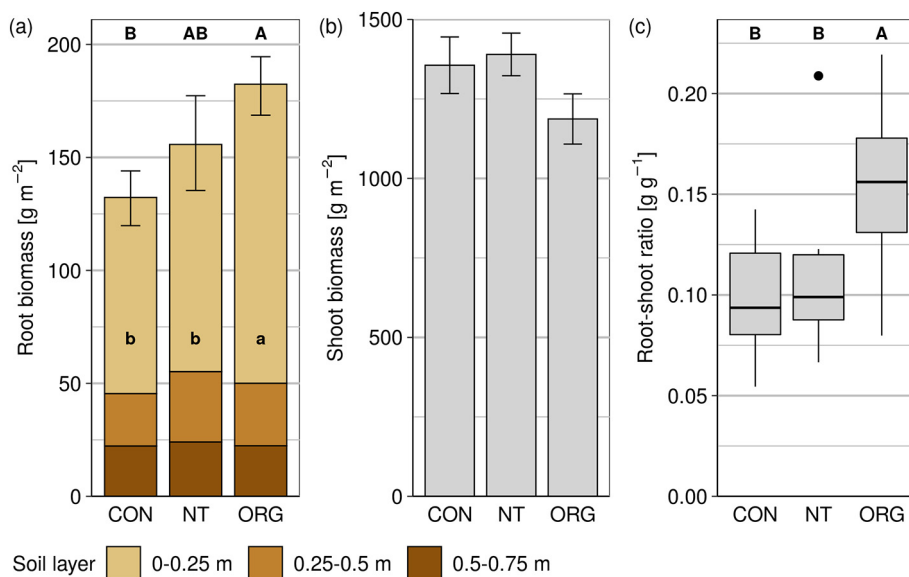 (a)
B AB A
200
150
100
50
0
Root biomass [g m−2]
b b a
CON NT ORG
(b)
1500
1000
500
0
Shoot biomass [g m−2]
CON NT ORG
(c)
B B A
0.20
0.15
0.10
0.05
0.00
Root-shoot ratio [g g−1]
CON NT ORG
Soil layer 0-0.25 m 0.25-0.5 m 0.5-0.75 m